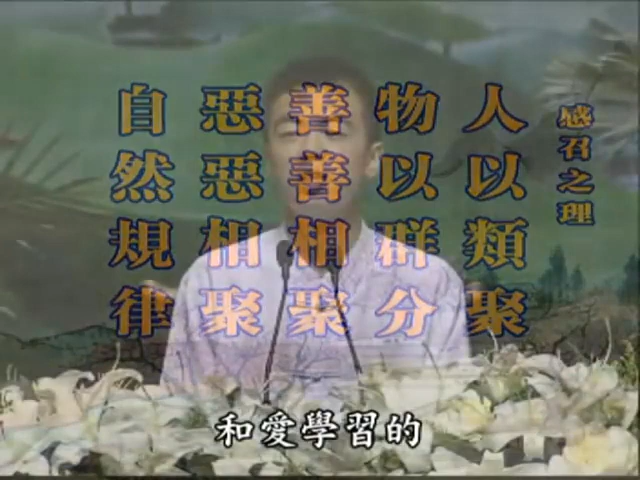 感召之理
人以類聚
物以群分
善善相聚
惡惡相聚
自然規律
和愛學習的